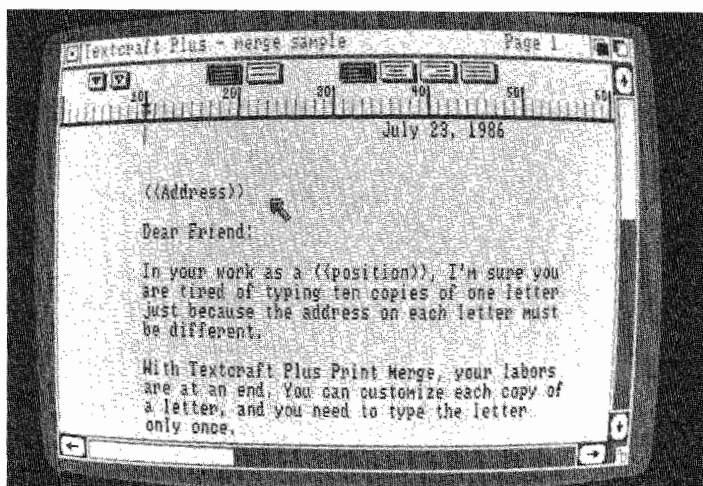 Textcraft Plus - merge sample Page 1
10 20 30 40 50 60
July 23, 1986
((Address))
Dear Friend:
In your work as a ((position)), I'm sure you
are tired of typing ten copies of one letter
just because the address on each letter must
be different.
With Textcraft Plus Print Merge, your labors
are at an end. You can customize each copy of
a letter, and you need to type the letter
only once.